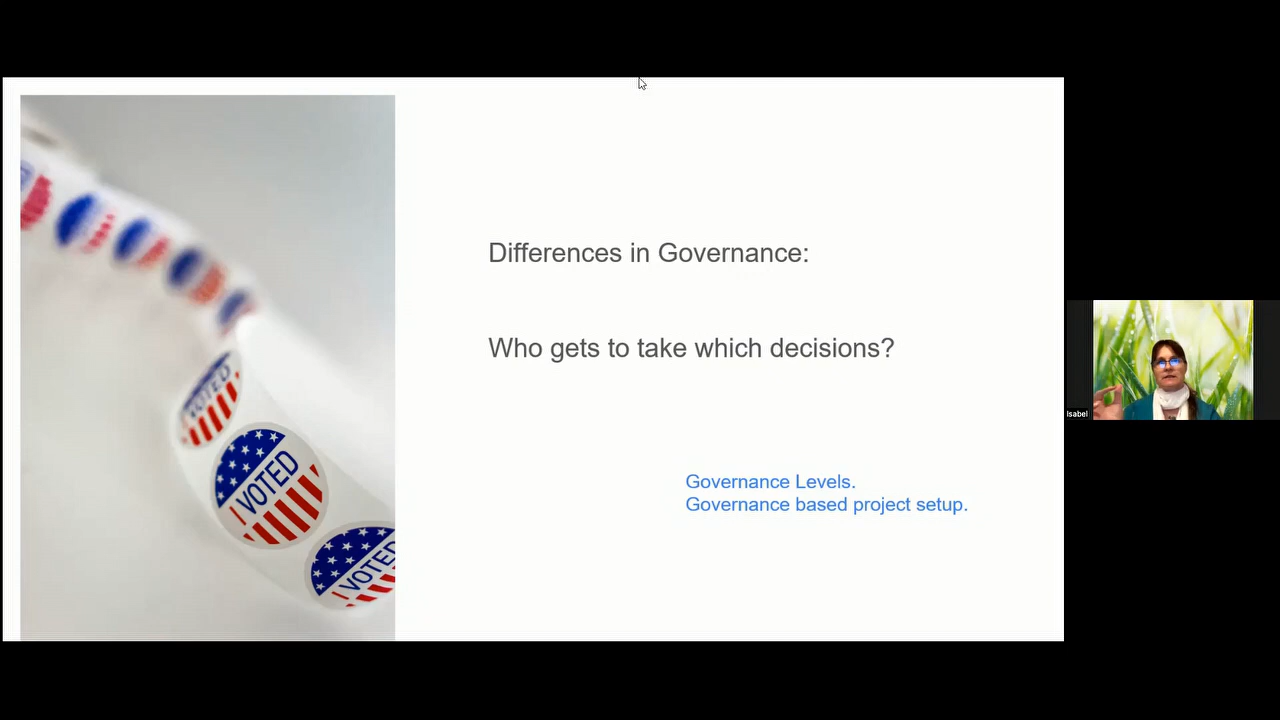 Differences in Governance:
Who gets to take which decisions?
Governance Levels.
Governance based project setup.
VOTED
I VOTED
I VOTED
Isabel